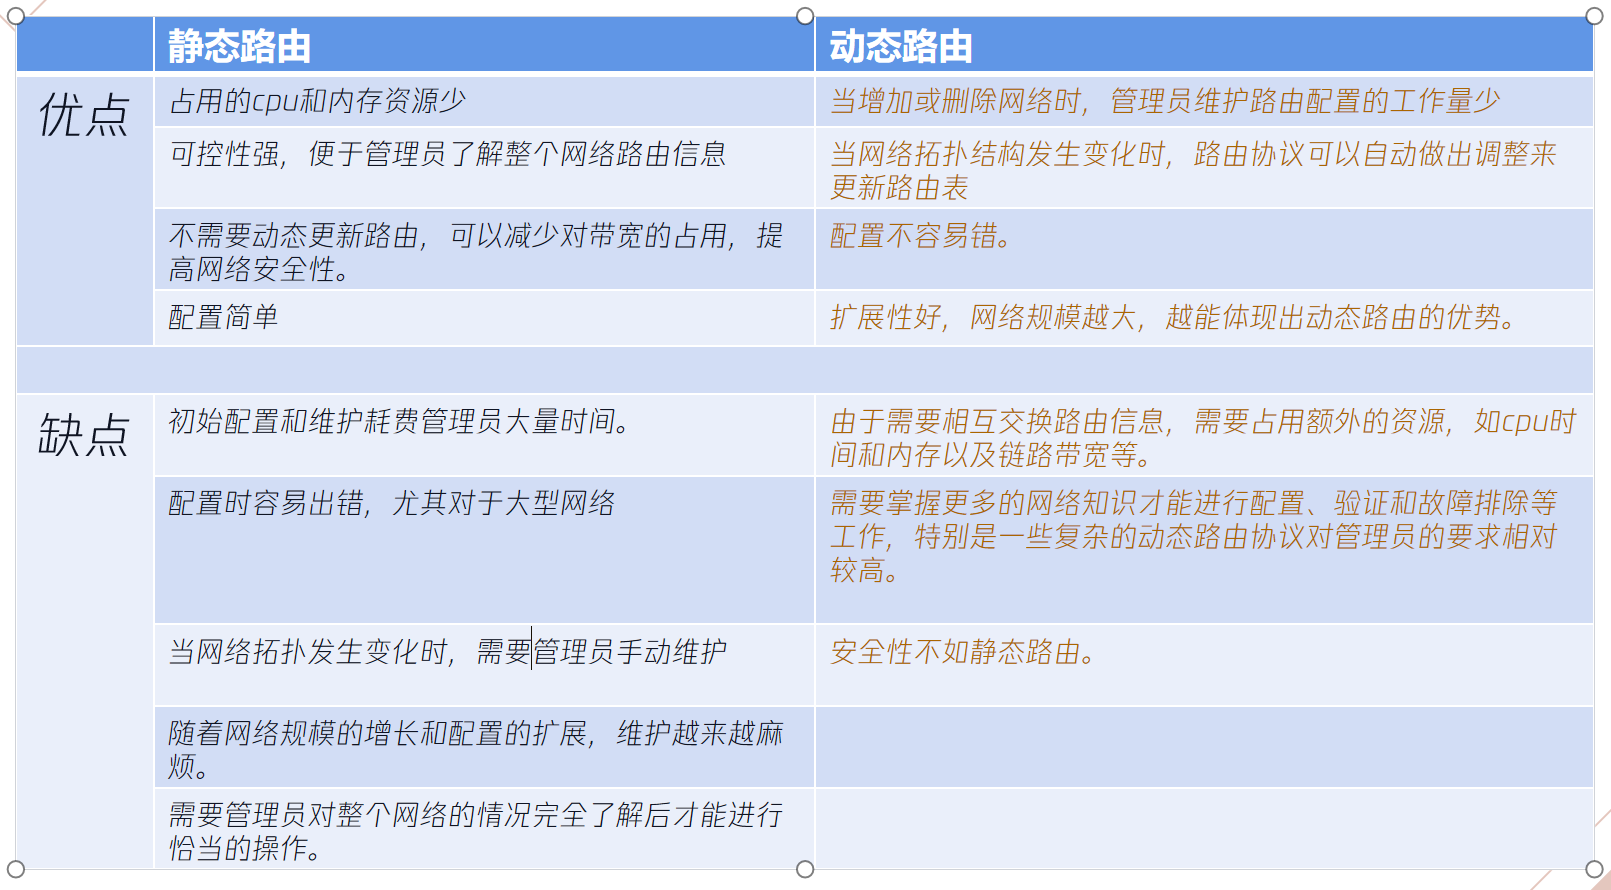 静态路由
动态路由
优点
占用的cpu和内存资源少
当增加或删除网络时，管理员维护路由配置的工作量少
可控性强，便于管理员了解整个网络路由信息
当网络拓扑结构发生变化时，路由协议可以自动做出调整来
更新路由表
不需要动态更新路由，可以减少对带宽的占用，提
高网络安全性。
配置不容易错。
配置简单
扩展性好，网络规模越大，越能体现出动态路由的优势。
缺点
初始配置和维护耗费管理员大量时间。
由于需要相互交换路由信息，需要占用额外的资源，如cpu时
间和内存以及链路带宽等。
配置时容易出错，尤其对于大型网络
需要掌握更多的网络知识才能进行配置、验证和故障排除等
工作，特别是一些复杂的动态路由协议对管理员的要求相对
较高。
当网络拓扑发生变化时，需要管理员手动维护
安全性不如静态路由。
随着网络规模的增长和配置的扩展，维护越来越麻
烦。
需要管理员对整个网络的情况完全了解后才能进行
恰当的操作。